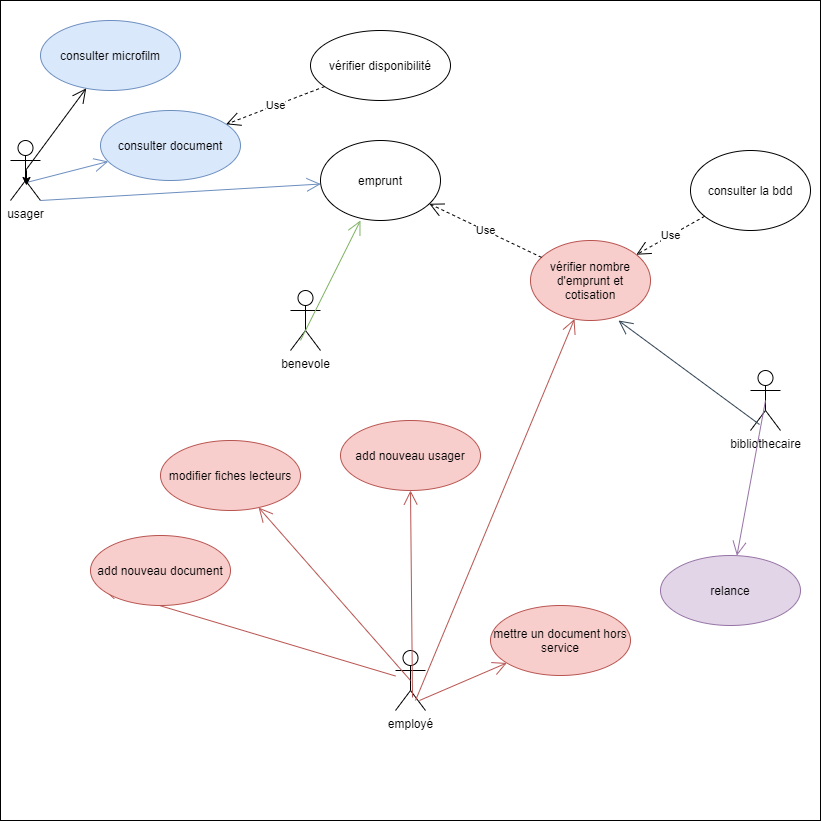 consulter microfilm
vérifier disponibilité
Use
consulter document
usager
emprunt
consulter la bdd
Use
Use
vérifier nombre
d'emprunt et
cotisation
benevole
bibliothecaire
add nouveau usager
modifier fiches lecteurs
add nouveau document
relance
mettre un document hors
service
employé